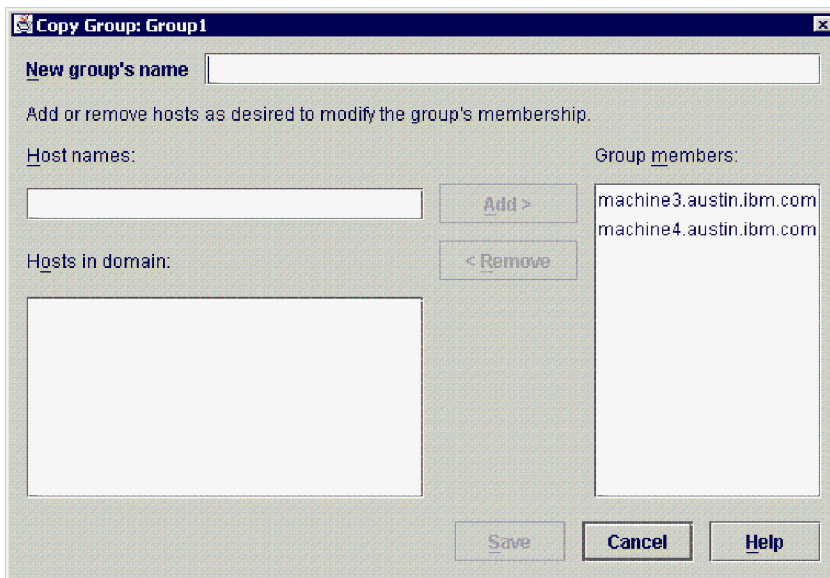 Copy Group: Group1
New group's name
Add or remove hosts as desired to modify the group's membership.
Host names:
Group members:
Add >
machine3.austin.ibm.com
machine4.austin.ibm.com
< Remove
Hosts in domain:
Save
Cancel
Help